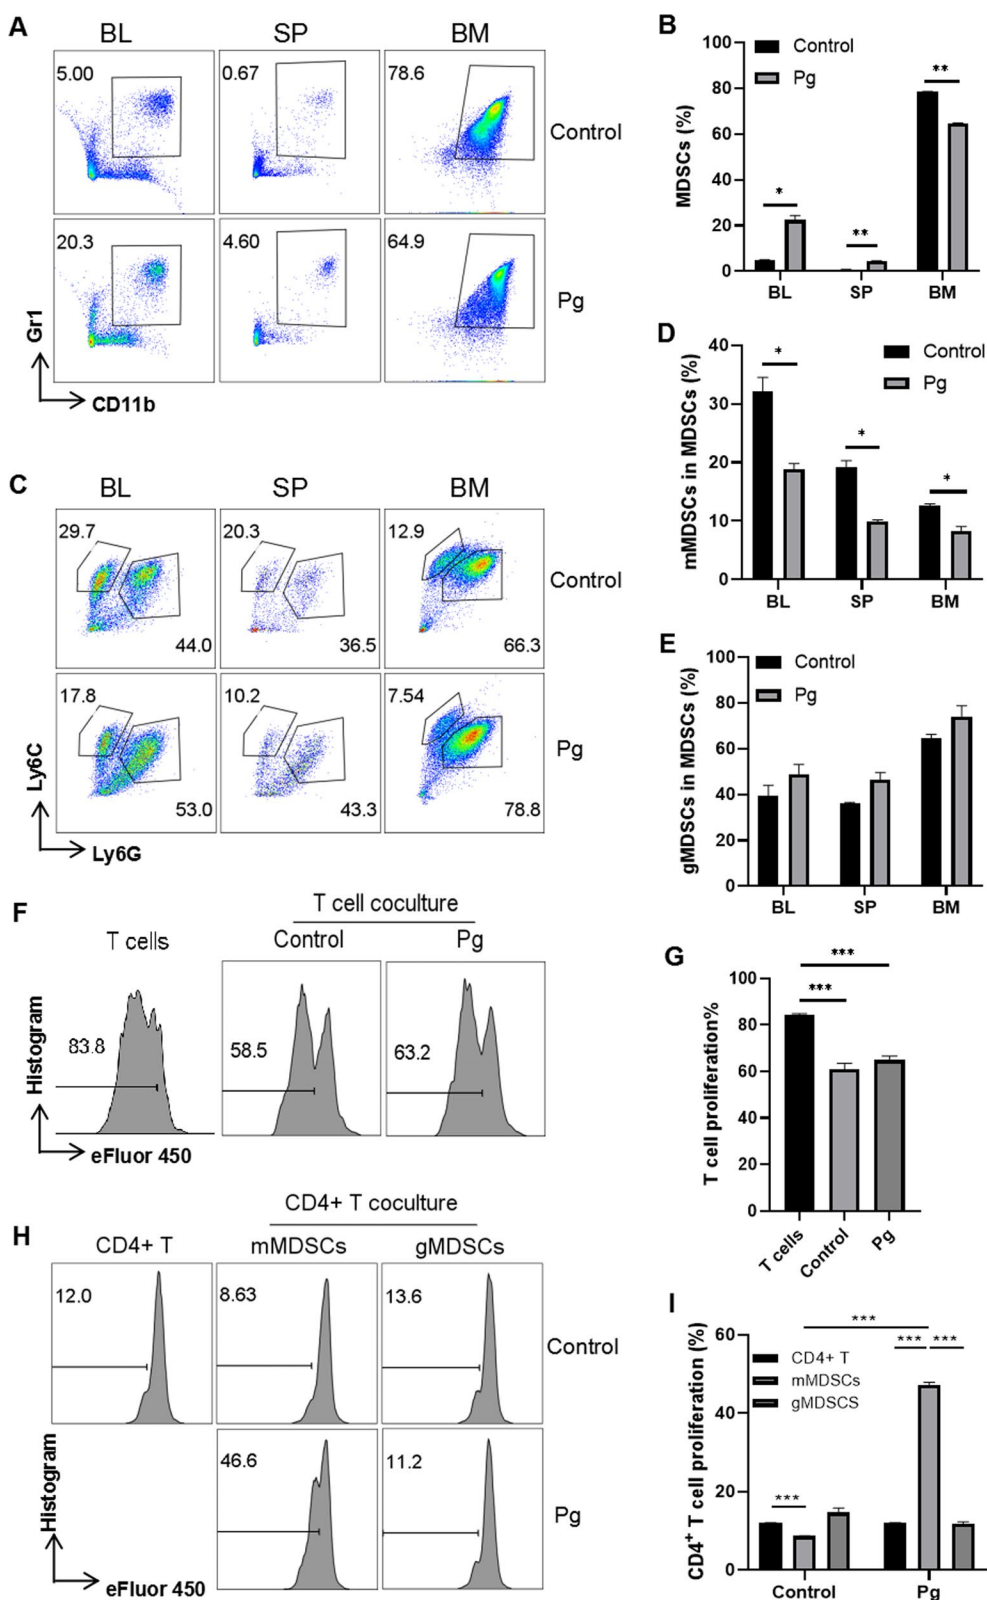 A
BL
SP
BM
5.00
0.67
78.6
Control
20.3
4.60
64.9
Pg
Gr1
CD11b
B
Control
Pg
MDSCs (%)
100
80
60
40
20
0
**
*
**
BL
SP
BM
C
BL
SP
BM
29.7
44.0
20.3
36.5
12.9
66.3
Control
17.8
53.0
10.2
43.3
7.54
78.8
Pg
Ly6C
Ly6G
D
Control
Pg
mMDSCs in MDSCs (%)
40
30
20
10
0
*
*
*
BL
SP
BM
E
Control
Pg
gMDSCs in MDSCs (%)
100
80
60
40
20
0
BL
SP
BM
F
T cell coculture
T cells
Control
Pg
83.8
58.5
63.2
Histogram
eFluor 450
G
T cell proliferation%
100
80
60
40
20
0
***
***
T cells
Control
Pg
H
CD4+ T coculture
CD4+ T
mMDSCs
gMDSCs
12.0
8.63
13.6
Control
46.6
11.2
Pg
Histogram
eFluor 450
I
CD4+ T cell proliferation (%)
60
40
20
0
CD4+ T
mMDSCs
gMDSCS
***
*** ***
***
Control
Pg